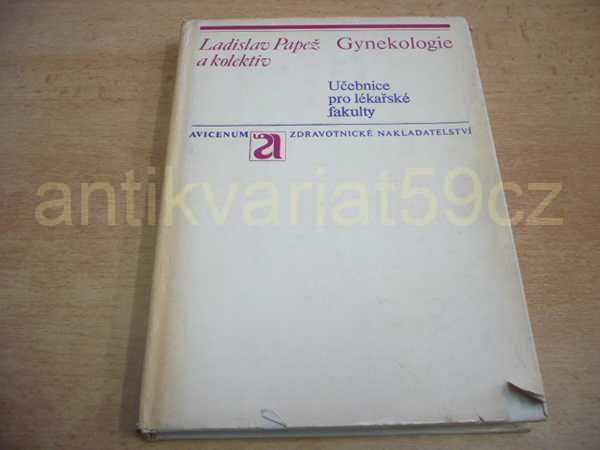 Ladislav Papež Gynekologie
a kolektiv
Učebnice
pro lékařské
fakulty
AVICENUM a ZDRAVOTNICKÉ NAKLADATELSTVÍ
antikvariat59cz